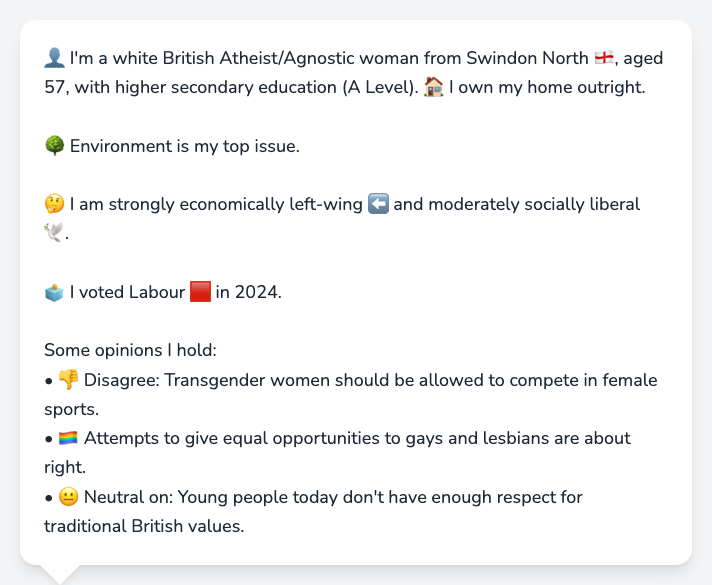 👤 I'm a white British Atheist/Agnostic woman from Swindon North 🏴󠁧󠁢󠁥󠁮󠁧󠁿, aged
57, with higher secondary education (A Level). 🏠 I own my home outright.
🌳 Environment is my top issue.
🤔 I am strongly economically left-wing ⬅️ and moderately socially liberal
🕊️.
🗳️ I voted Labour 🟥 in 2024.
Some opinions I hold:
• 👎 Disagree: Transgender women should be allowed to compete in female
sports.
• 🏳️‍🌈 Attempts to give equal opportunities to gays and lesbians are about
right.
• 😐 Neutral on: Young people today don't have enough respect for
traditional British values.